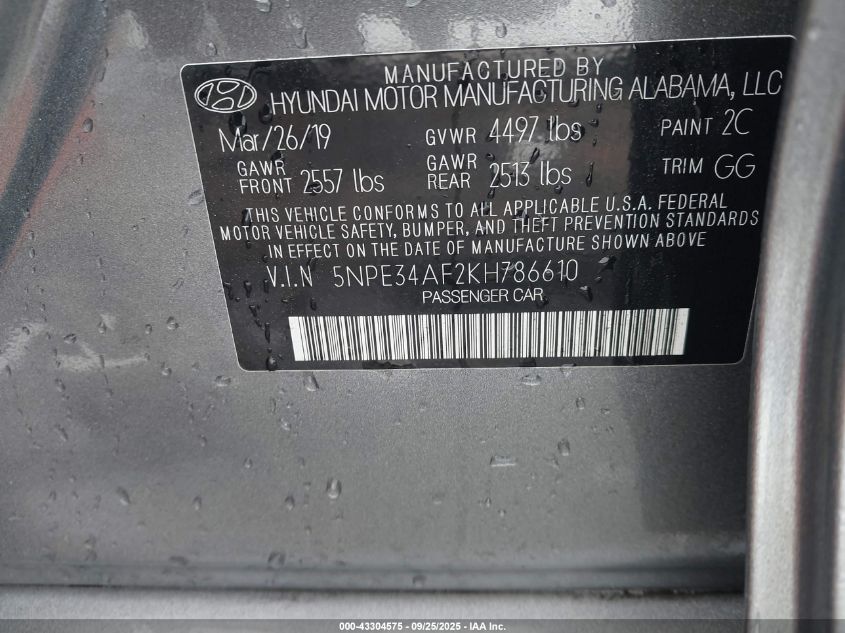 MANUFACTURED BY
HYUNDAI MOTOR MANUFACTURING ALABAMA, LLC
Mar/26/19 GVWR 4497 lbs PAINT 2C
GAWR FRONT 2557 lbs GAWR REAR 2513 lbs TRIM GG
THIS VEHICLE CONFORMS TO ALL APPLICABLE U.S.A. FEDERAL
MOTOR VEHICLE SAFETY, BUMPER, AND THEFT PREVENTION STANDARDS
IN EFFECT ON THE DATE OF MANUFACTURE SHOWN ABOVE
V.I.N 5NPE34AF2KH786610
PASSENGER CAR
000-43304575 - 09/25/2025 - IAA Inc.